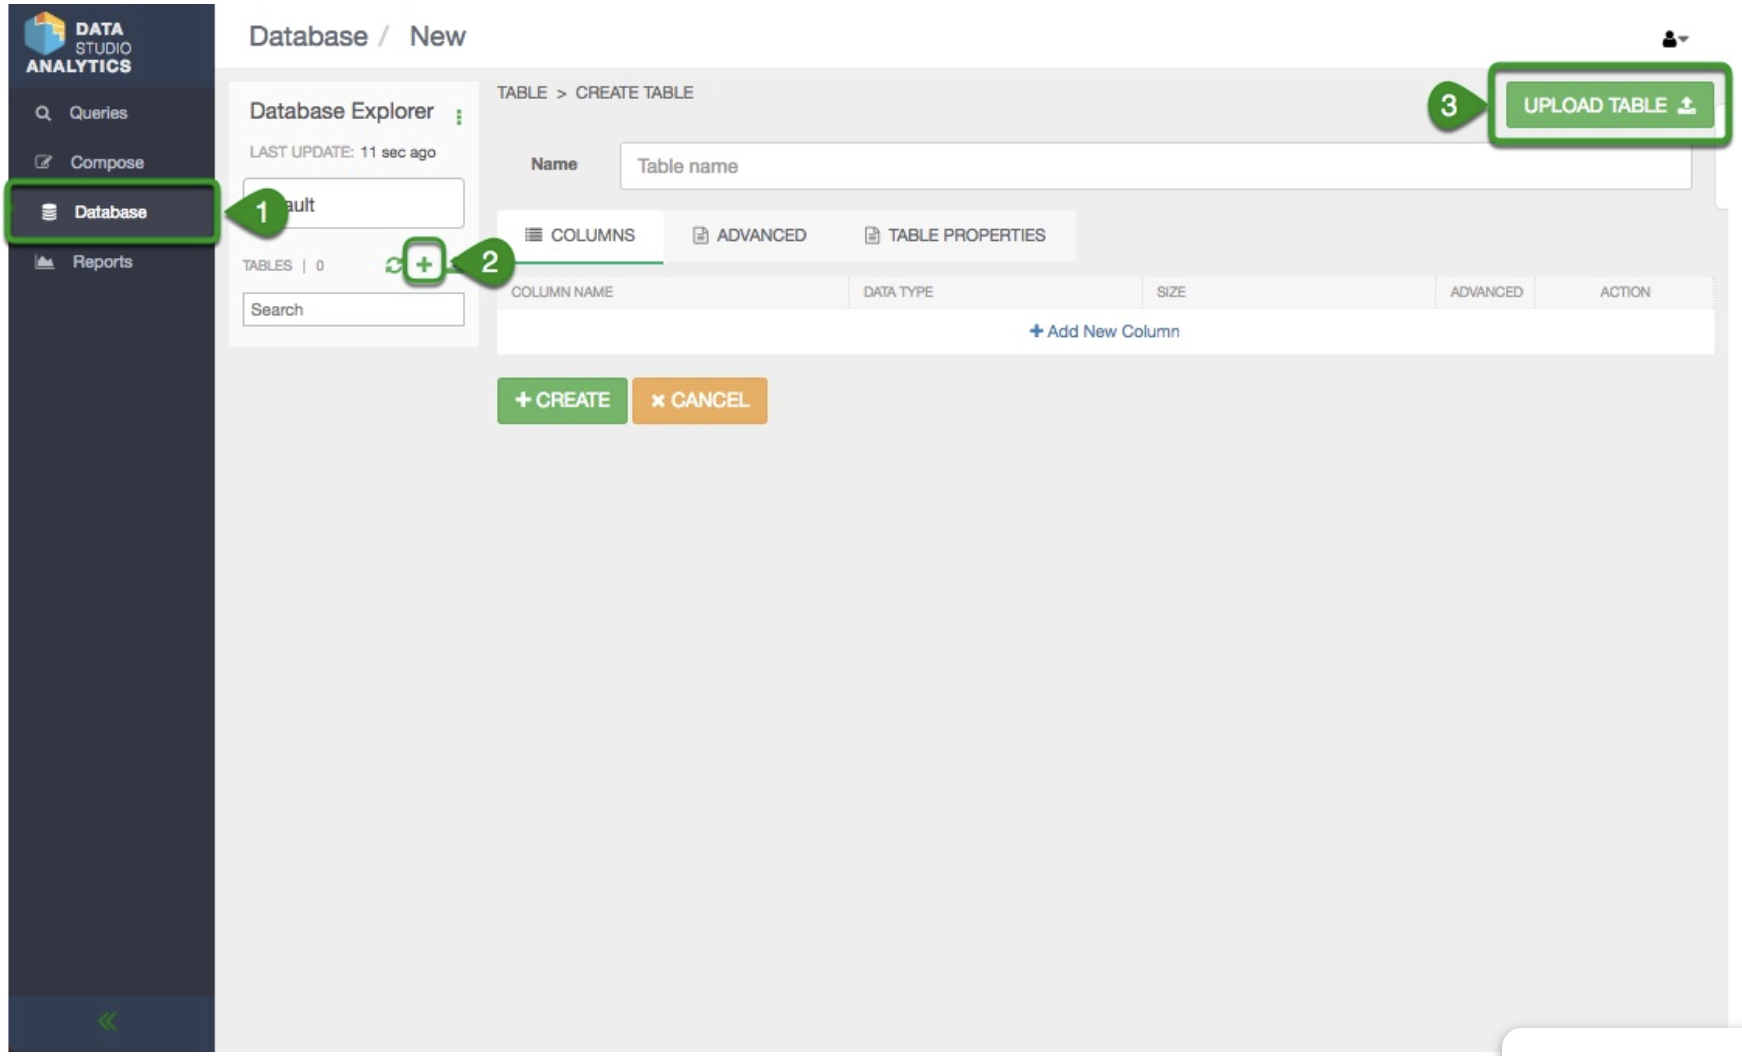 DATA
STUDIO
ANALYTICS
Queries
Compose
Database
Reports
Database / New
Database Explorer
LAST UPDATE: 11 sec ago
1
ault
TABLES | 0
2
Search
TABLE > CREATE TABLE
3
UPLOAD TABLE
Name
Table name
COLUMNS
ADVANCED
TABLE PROPERTIES
COLUMN NAME
DATA TYPE
SIZE
ADVANCED
ACTION
+ Add New Column
+ CREATE
× CANCEL